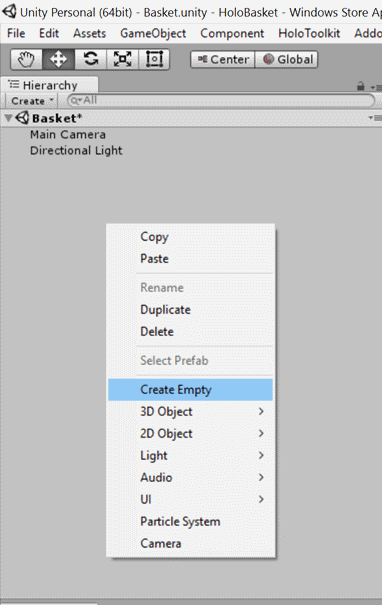 Unity Personal (64bit) - Basket.unity - HoloBasket - Windows Store Ap
File Edit Assets GameObject Component HoloToolkit Addo
Center Global
Hierarchy
Create All
Basket*
Main Camera
Directional Light
Copy
Paste
Rename
Duplicate
Delete
Select Prefab
Create Empty
3D Object
2D Object
Light
Audio
UI
Particle System
Camera